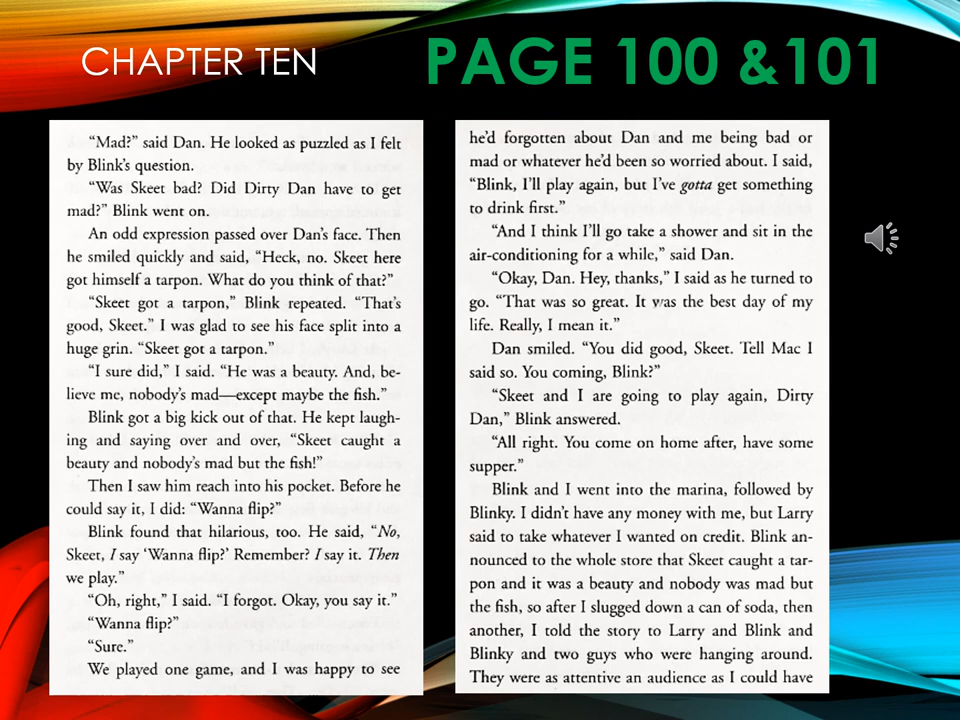 CHAPTER TEN
PAGE 100 &101
“Mad?” said Dan. He looked as puzzled as I felt
by Blink’s question.
“Was Skeet bad? Did Dirty Dan have to get
mad?” Blink went on.
An odd expression passed over Dan’s face. Then
he smiled quickly and said, “Heck, no. Skeet here
got himself a tarpon. What do you think of that?”
“Skeet got a tarpon,” Blink repeated. “That’s
good, Skeet.” I was glad to see his face split into a
huge grin. “Skeet got a tarpon.”
“I sure did,” I said. “He was a beauty. And, be-
lieve me, nobody’s mad—except maybe the fish.”
Blink got a big kick out of that. He kept laugh-
ing and saying over and over, “Skeet caught a
beauty and nobody’s mad but the fish!”
Then I saw him reach into his pocket. Before he
could say it, I did: “Wanna flip?”
Blink found that hilarious, too. He said, “No,
Skeet, I say ‘Wanna flip?’ Remember? I say it. Then
we play.”
“Oh, right,” I said. “I forgot. Okay, you say it.”
“Wanna flip?”
“Sure.”
We played one game, and I was happy to see
he’d forgotten about Dan and me being bad or
mad or whatever he’d been so worried about. I said,
“Blink, I’ll play again, but I’ve gotta get something
to drink first.”
“And I think I’ll go take a shower and sit in the
air-conditioning for a while,” said Dan.
“Okay, Dan. Hey, thanks,” I said as he turned to
go. “That was so great. It was the best day of my
life. Really, I mean it.”
Dan smiled. “You did good, Skeet. Tell Mac I
said so. You coming, Blink?”
“Skeet and I are going to play again, Dirty
Dan,” Blink answered.
“All right. You come on home after, have some
supper.”
Blink and I went into the marina, followed by
Blinky. I didn’t have any money with me, but Larry
said to take whatever I wanted on credit. Blink an-
nounced to the whole store that Skeet caught a tar-
pon and it was a beauty and nobody was mad but
the fish, so after I slugged down a can of soda, then
another, I told the story to Larry and Blink and
Blinky and two guys who were hanging around.
They were as attentive an audience as I could have